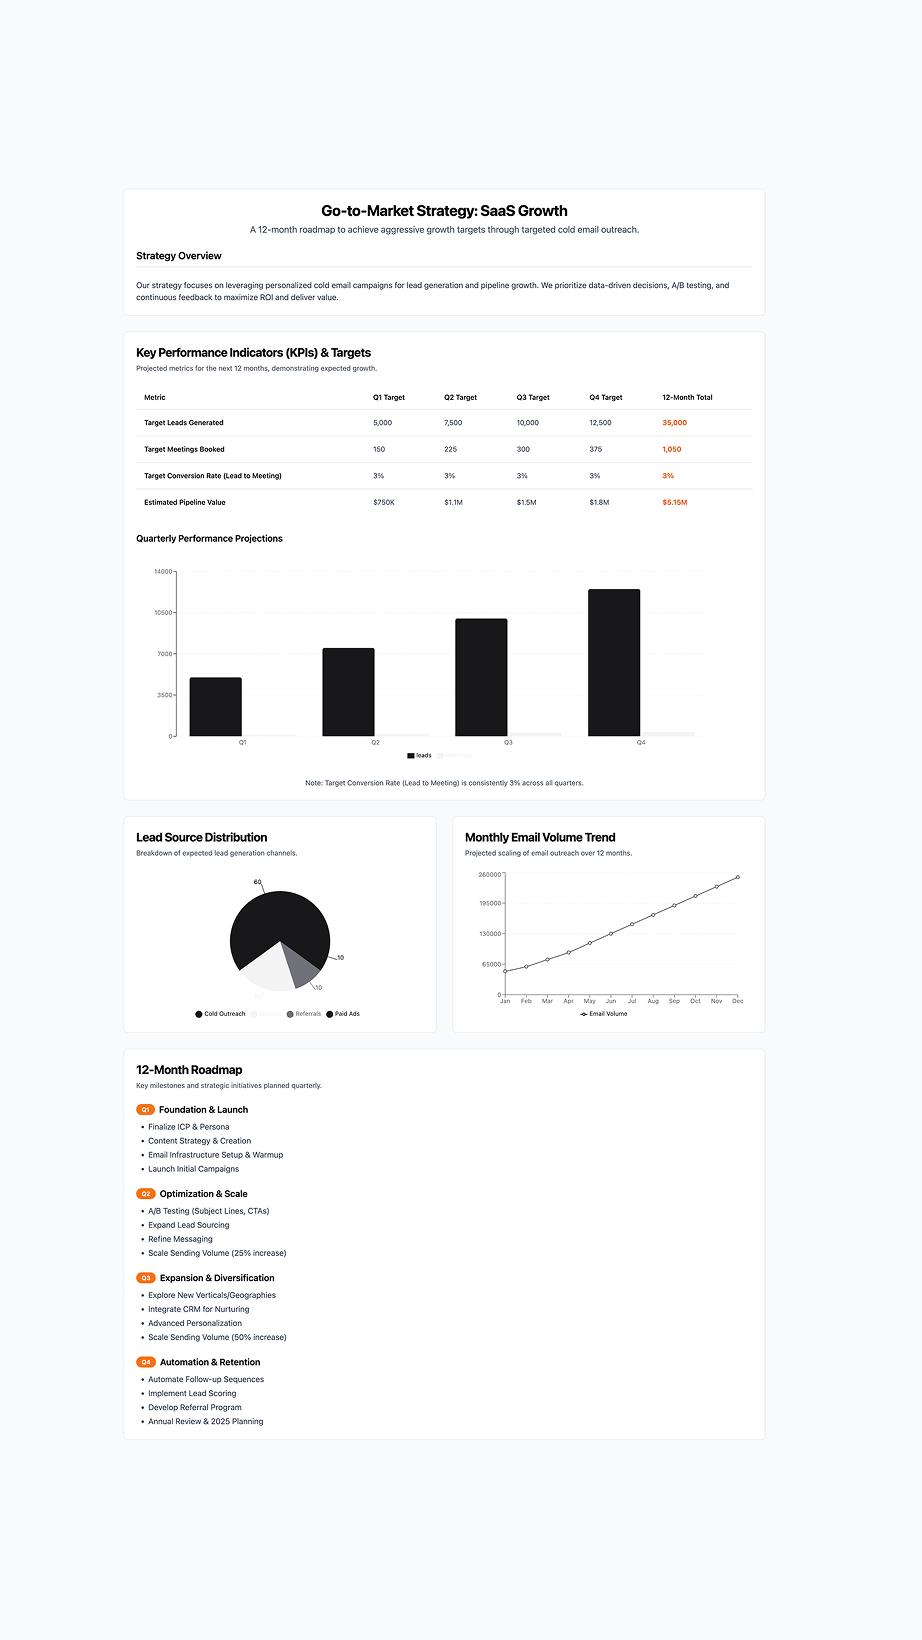 Go-to-Market Strategy: SaaS Growth
A 12-month roadmap to achieve aggressive growth targets through targeted cold email outreach.
Strategy Overview
Our strategy focuses on leveraging personalized cold email campaigns for lead generation and pipeline growth. We prioritize data-driven decisions, A/B testing, and
continuous feedback to maximize ROI and deliver value.
Key Performance Indicators (KPIs) & Targets
Projected metrics for the next 12 months, demonstrating expected growth.
Metric Q1 Target Q2 Target Q3 Target Q4 Target 12-Month Total
Target Leads Generated 5,000 7,500 10,000 12,500 35,000
Target Meetings Booked 150 225 300 375 1,050
Target Conversion Rate (Lead to Meeting) 3% 3% 3% 3% 3%
Estimated Pipeline Value $750K $1.1M $1.5M $1.8M $5.15M
Quarterly Performance Projections
14000
10500
7000
3500
0
Q1 Q2 Q3 Q4
leads
Note: Target Conversion Rate (Lead to Meeting) is consistently 3% across all quarters.
Lead Source Distribution
Breakdown of expected lead generation channels.
60
10
10
Cold Outreach Referrals Paid Ads
Monthly Email Volume Trend
Projected scaling of email outreach over 12 months.
260000
195000
130000
65000
0
Jan Feb Mar Apr May Jun Jul Aug Sep Oct Nov Dec
Email Volume
12-Month Roadmap
Key milestones and strategic initiatives planned quarterly.
Q1 Foundation & Launch
• Finalize ICP & Persona
• Content Strategy & Creation
• Email Infrastructure Setup & Warmup
• Launch Initial Campaigns
Q2 Optimization & Scale
• A/B Testing (Subject Lines, CTAs)
• Expand Lead Sourcing
• Refine Messaging
• Scale Sending Volume (25% increase)
Q3 Expansion & Diversification
• Explore New Verticals/Geographies
• Integrate CRM for Nurturing
• Advanced Personalization
• Scale Sending Volume (50% increase)
Q4 Automation & Retention
• Automate Follow-up Sequences
• Implement Lead Scoring
• Develop Referral Program
• Annual Review & 2025 Planning